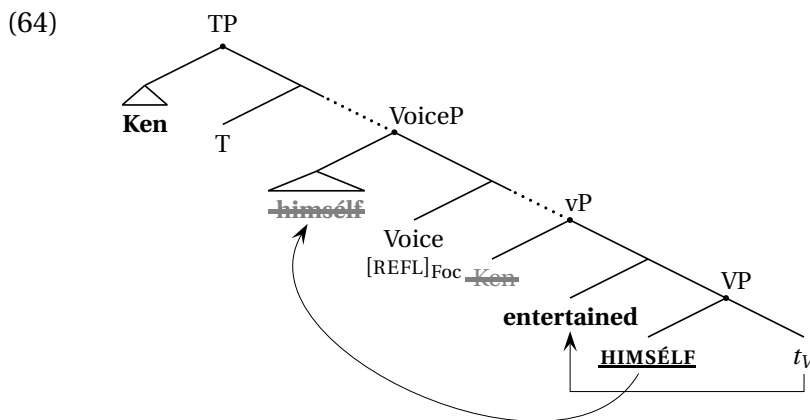 (64)
TP
Ken
T
VoiceP
himsélf
Voice
[REFL]Foc
vP
Ken
entertained
VP
HIMSÉLF
tV